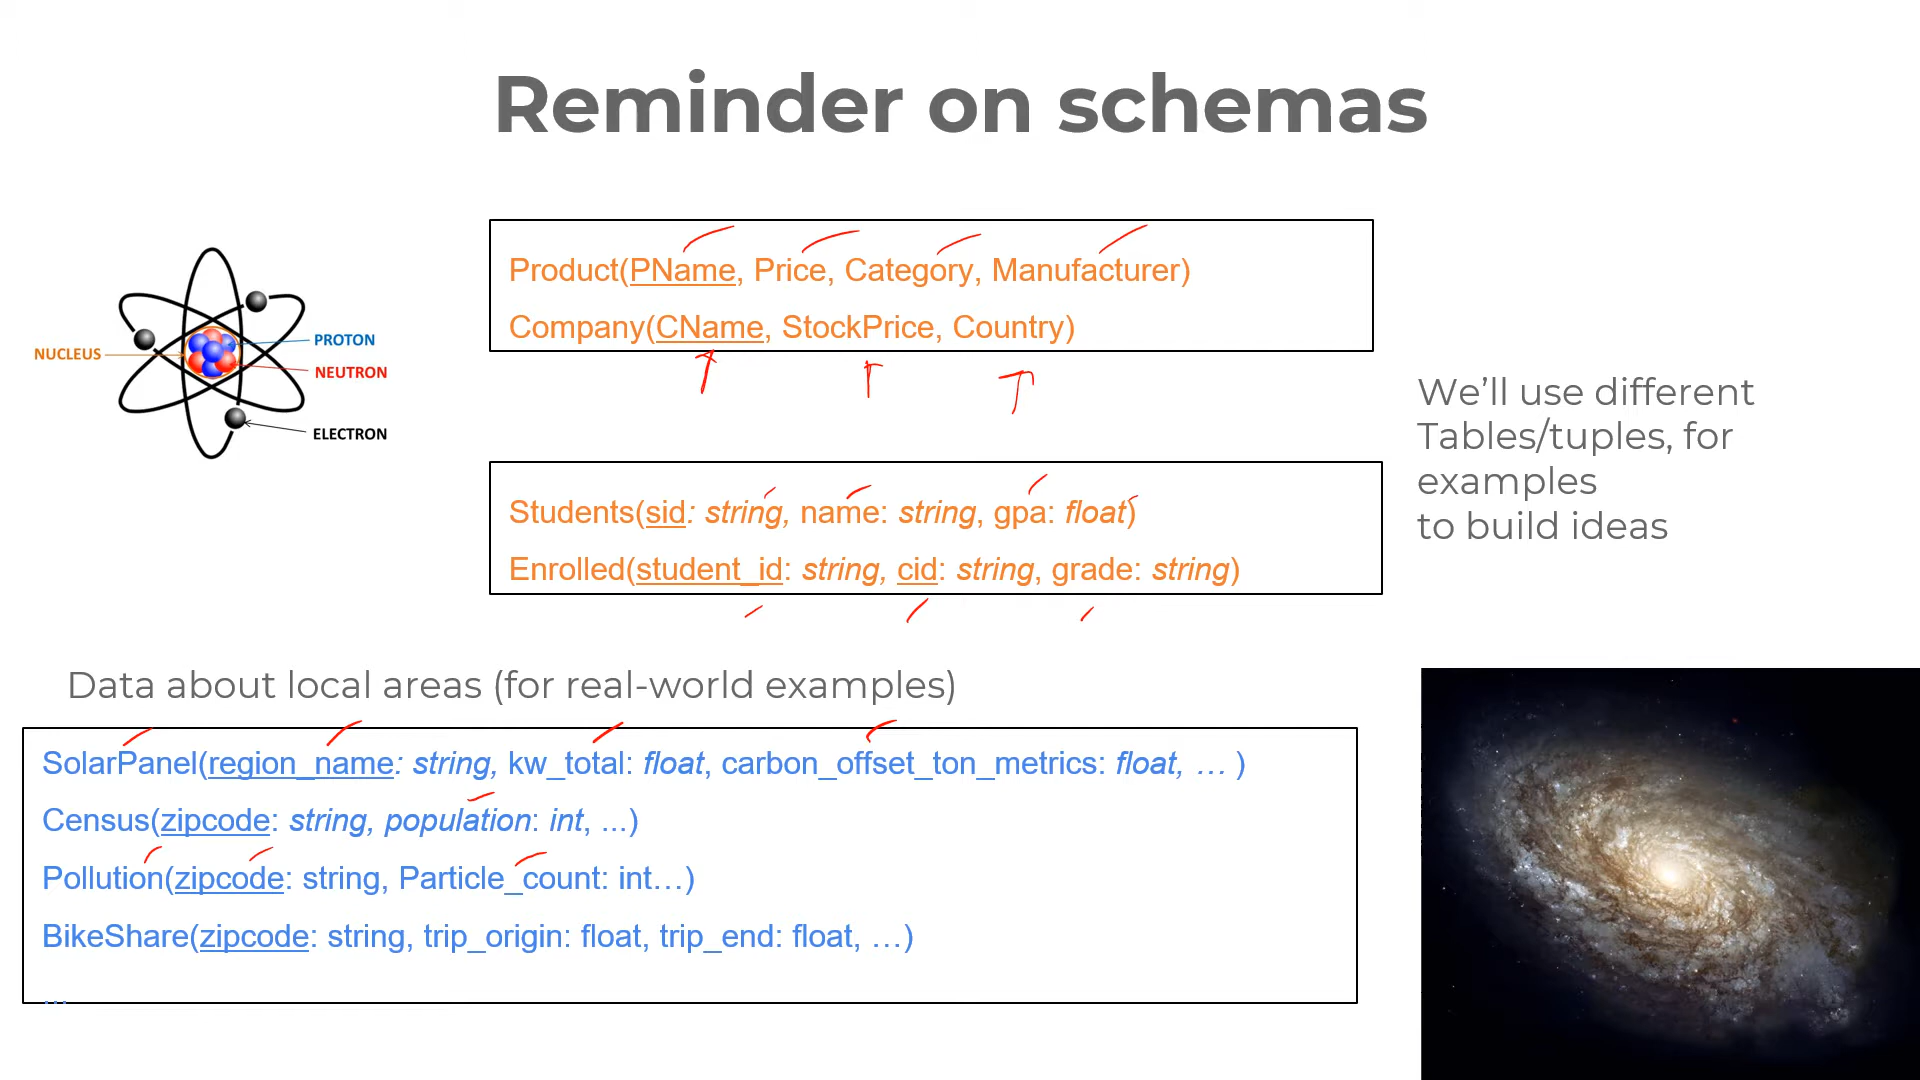 Reminder on schemas
Product(PName, Price, Category, Manufacturer)
Company(CName, StockPrice, Country)
NUCLEUS
PROTON
NEUTRON
ELECTRON
Students(sid: string, name: string, gpa: float)
Enrolled(student_id: string, cid: string, grade: string)
We’ll use different
Tables/tuples, for
examples
to build ideas
Data about local areas (for real-world examples)
SolarPanel(region_name: string, kw_total: float, carbon_offset_ton_metrics: float, … )
Census(zipcode: string, population: int, ...)
Pollution(zipcode: string, Particle_count: int…)
BikeShare(zipcode: string, trip_origin: float, trip_end: float, …)
…